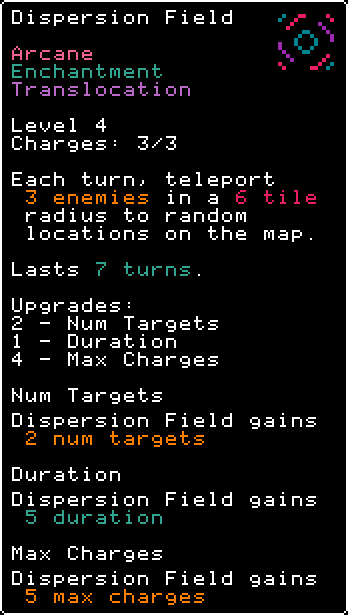 Dispersion Field
Arcane
Enchantment
Translocation
Level 4
Charges: 3/3
Each turn, teleport
3 enemies in a 6 tile
radius to random
locations on the map.
Lasts 7 turns.
Upgrades:
2 - Num Targets
1 - Duration
4 - Max Charges
Num Targets
Dispersion Field gains
2 num targets
Duration
Dispersion Field gains
5 duration
Max Charges
Dispersion Field gains
5 max charges